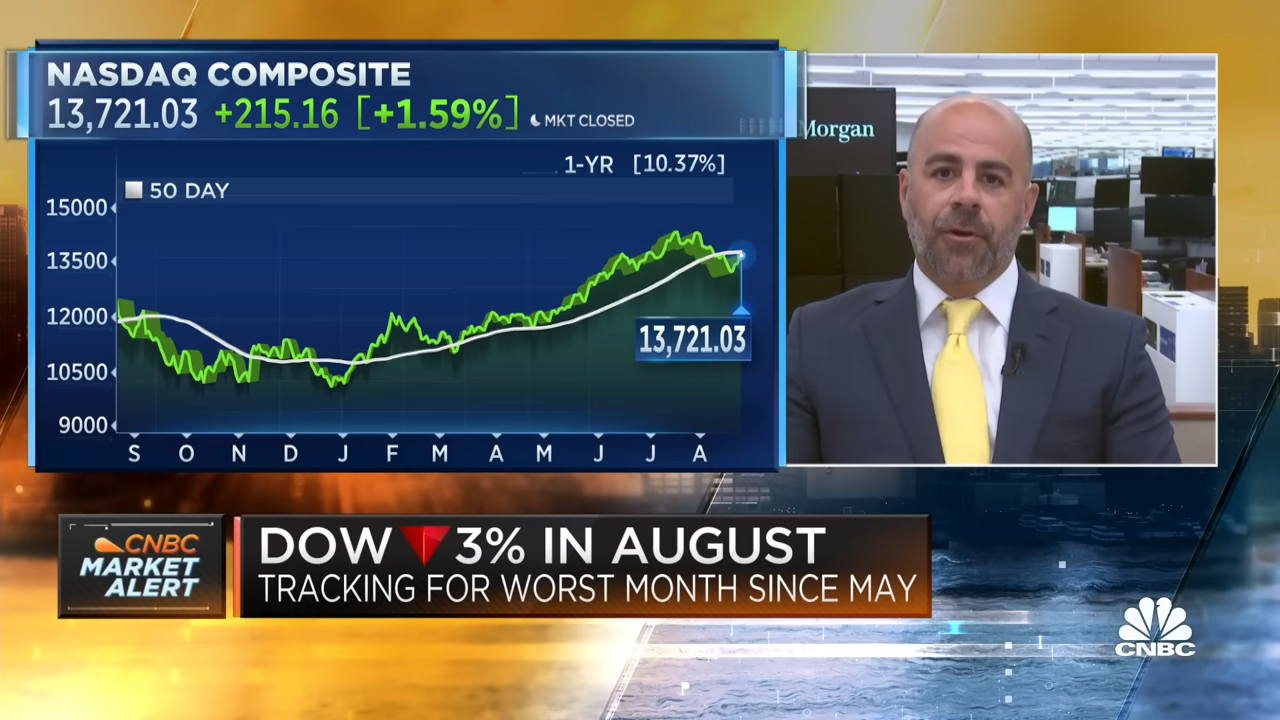 NASDAQ COMPOSITE
13,721.03 +215.16 [+1.59%] MKT CLOSED
1-YR [10.37%]
50 DAY
15000
13500
12000
10500
9000
13,721.03
S O N D J F M A M J J A
Morgan
CNBC
MARKET
ALERT
DOW 3% IN AUGUST
TRACKING FOR WORST MONTH SINCE MAY
CNBC